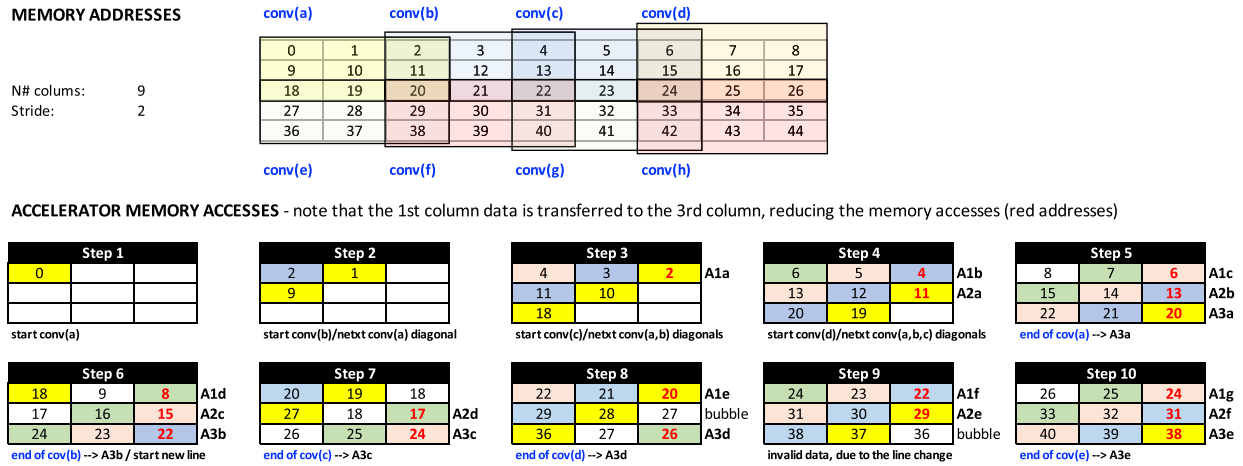 MEMORY ADDRESSES
conv(a) conv(b) conv(c) conv(d)
0 1 2 3 4 5 6 7 8
9 10 11 12 13 14 15 16 17
N# colums: 9 18 19 20 21 22 23 24 25 26
Stride: 2 27 28 29 30 31 32 33 34 35
36 37 38 39 40 41 42 43 44
conv(e) conv(f) conv(g) conv(h)
ACCELERATOR MEMORY ACCESSES - note that the 1st column data is transferred to the 3rd column, reducing the memory accesses (red addresses)
Step 1 Step 2 Step 3 Step 4 Step 5
0 2 1 4 3 2 A1a 6 5 4 A1b 8 7 6 A1c
9 11 10 13 12 11 A2a 15 14 13 A2b
18 20 19 22 21 20 A3a
start conv(a) start conv(b)/netxt conv(a) diagonal start conv(c)/netxt conv(a,b) diagonals start conv(d)/netxt conv(a,b,c) diagonals end of cov(a) --> A3a
Step 6 Step 7 Step 8 Step 9 Step 10
18 9 8 A1d 20 19 18 22 21 20 A1e 24 23 22 A1f 26 25 24 A1g
17 16 15 A2c 27 18 17 A2d 29 28 27 bubble 31 30 29 A2e 33 32 31 A2f
24 23 22 A3b 26 25 24 A3c 36 27 26 A3d 38 37 36 bubble 40 39 38 A3e
end of cov(b) --> A3b / start new line end of cov(c) --> A3c end of cov(d) --> A3d invalid data, due to the line change end of cov(e) --> A3e